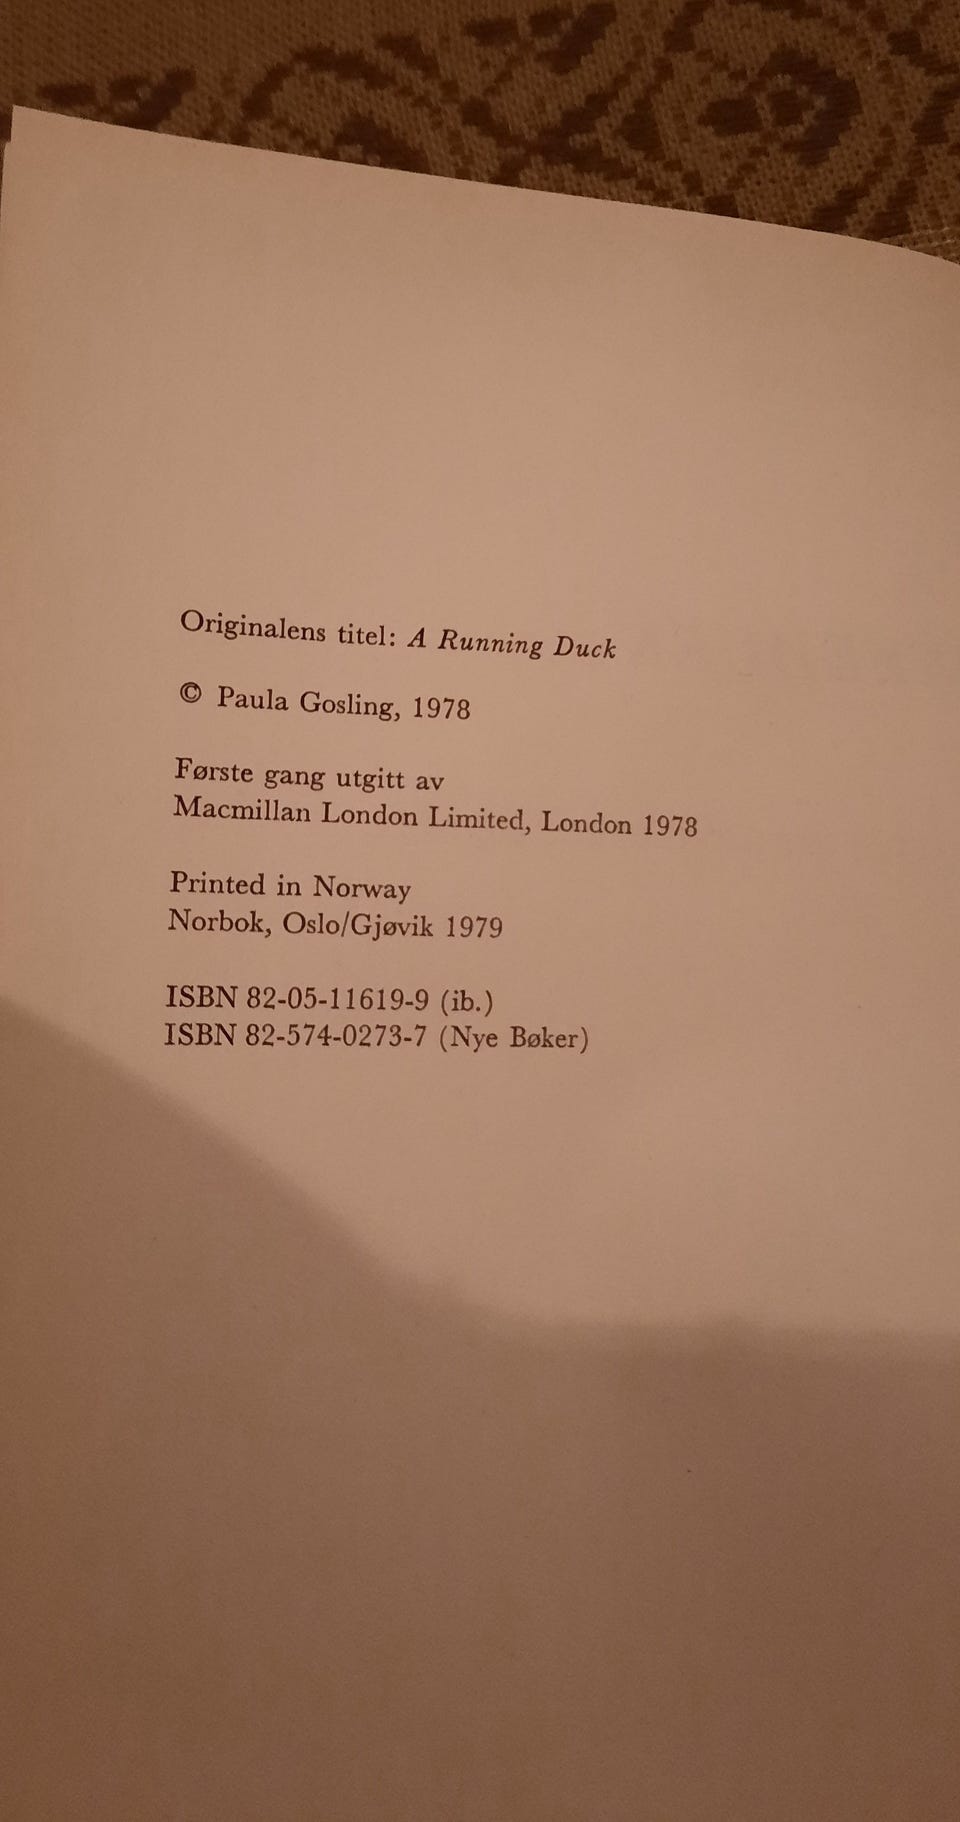 Originalens titel: A Running Duck
© Paula Gosling, 1978
Første gang utgitt av
Macmillan London Limited, London 1978
Printed in Norway
Norbok, Oslo/Gjøvik 1979
ISBN 82-05-11619-9 (ib.)
ISBN 82-574-0273-7 (Nye Bøker)